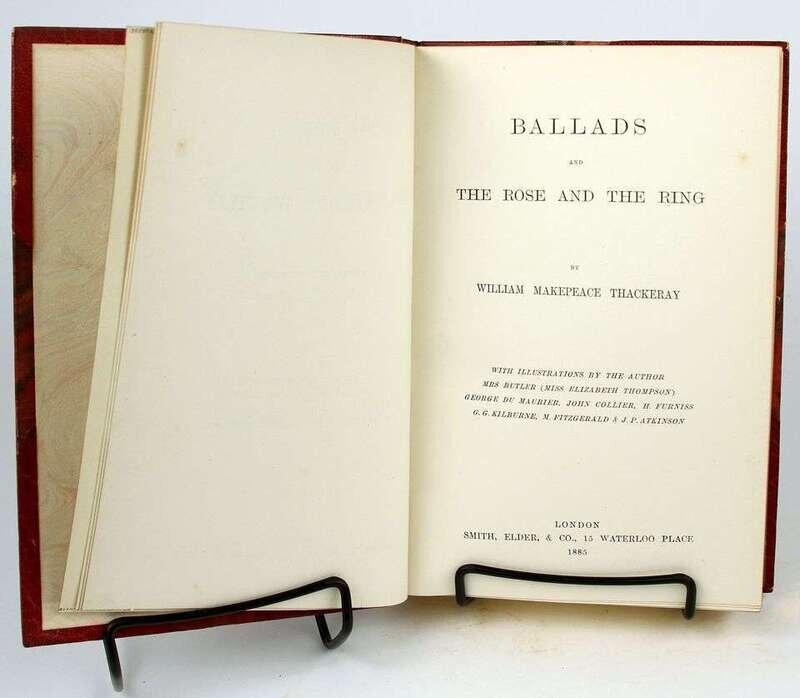 BALLADS
AND
THE ROSE AND THE RING
BY
WILLIAM MAKEPEACE THACKERAY
WITH ILLUSTRATIONS BY THE AUTHOR
MRS BUTLER (MISS ELIZABETH THOMPSON)
GEORGE DU MAURIER, JOHN COLLIER, H. FURNISS
G. G. KILBURNE, M. FITZGERALD & J. P. ATKINSON
LONDON
SMITH, ELDER, & CO., 15 WATERLOO PLACE
1885